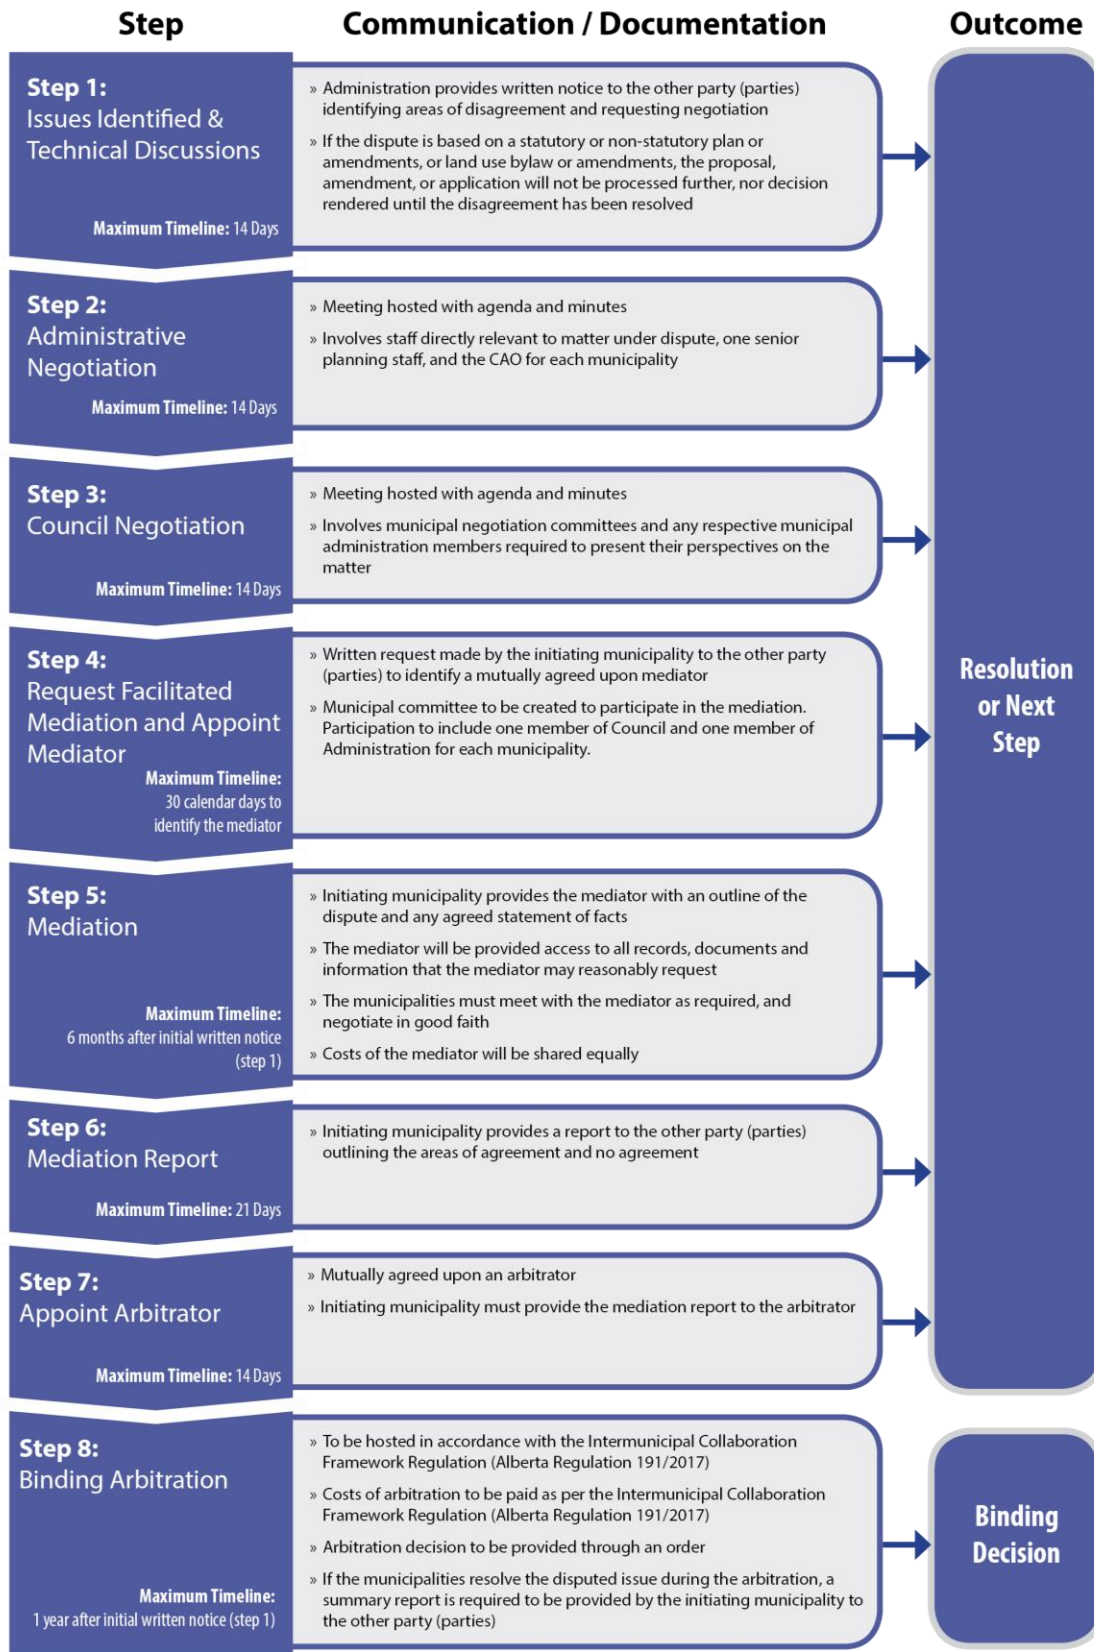 Step
Communication / Documentation
Outcome
Step 1:
Issues Identified &
Technical Discussions
Maximum Timeline: 14 Days
» Administration provides written notice to the other party (parties)
identifying areas of disagreement and requesting negotiation
» If the dispute is based on a statutory or non-statutory plan or
amendments, or land use bylaw or amendments, the proposal,
amendment, or application will not be processed further, nor decision
rendered until the disagreement has been resolved
Step 2:
Administrative
Negotiation
Maximum Timeline: 14 Days
» Meeting hosted with agenda and minutes
» Involves staff directly relevant to matter under dispute, one senior
planning staff, and the CAO for each municipality
Step 3:
Council Negotiation
Maximum Timeline: 14 Days
» Meeting hosted with agenda and minutes
» Involves municipal negotiation committees and any respective municipal
administration members required to present their perspectives on the
matter
Step 4:
Request Facilitated
Mediation and Appoint
Mediator
Maximum Timeline:
30 calendar days to
identify the mediator
» Written request made by the initiating municipality to the other party
(parties) to identify a mutually agreed upon mediator
» Municipal committee to be created to participate in the mediation.
Participation to include one member of Council and one member of
Administration for each municipality.
Step 5:
Mediation
Maximum Timeline:
6 months after initial written notice
(step 1)
» Initiating municipality provides the mediator with an outline of the
dispute and any agreed statement of facts
» The mediator will be provided access to all records, documents and
information that the mediator may reasonably request
» The municipalities must meet with the mediator as required, and
negotiate in good faith
» Costs of the mediator will be shared equally
Step 6:
Mediation Report
Maximum Timeline: 21 Days
» Initiating municipality provides a report to the other party (parties)
outlining the areas of agreement and no agreement
Step 7:
Appoint Arbitrator
Maximum Timeline: 14 Days
» Mutually agreed upon an arbitrator
» Initiating municipality must provide the mediation report to the arbitrator
Resolution
or Next
Step
Step 8:
Binding Arbitration
Maximum Timeline:
1 year after initial written notice (step 1)
» To be hosted in accordance with the Intermunicipal Collaboration
Framework Regulation (Alberta Regulation 191/2017)
» Costs of arbitration to be paid as per the Intermunicipal Collaboration
Framework Regulation (Alberta Regulation 191/2017)
» Arbitration decision to be provided through an order
» If the municipalities resolve the disputed issue during the arbitration, a
summary report is required to be provided by the initiating municipality to
the other party (parties)
Binding
Decision